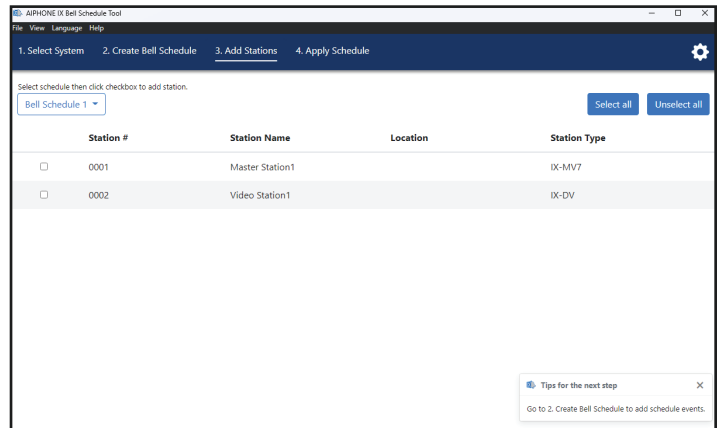 AIPHONE IX Bell Schedule Tool
File View Language Help
1. Select System 2. Create Bell Schedule 3. Add Stations 4. Apply Schedule
Select schedule then click checkbox to add station.
Bell Schedule 1 Select all Unselect all
Station # Station Name Location Station Type
0001 Master Station1 IX-MV7
0002 Video Station1 IX-DV
Tips for the next step
Go to 2. Create Bell Schedule to add schedule events.